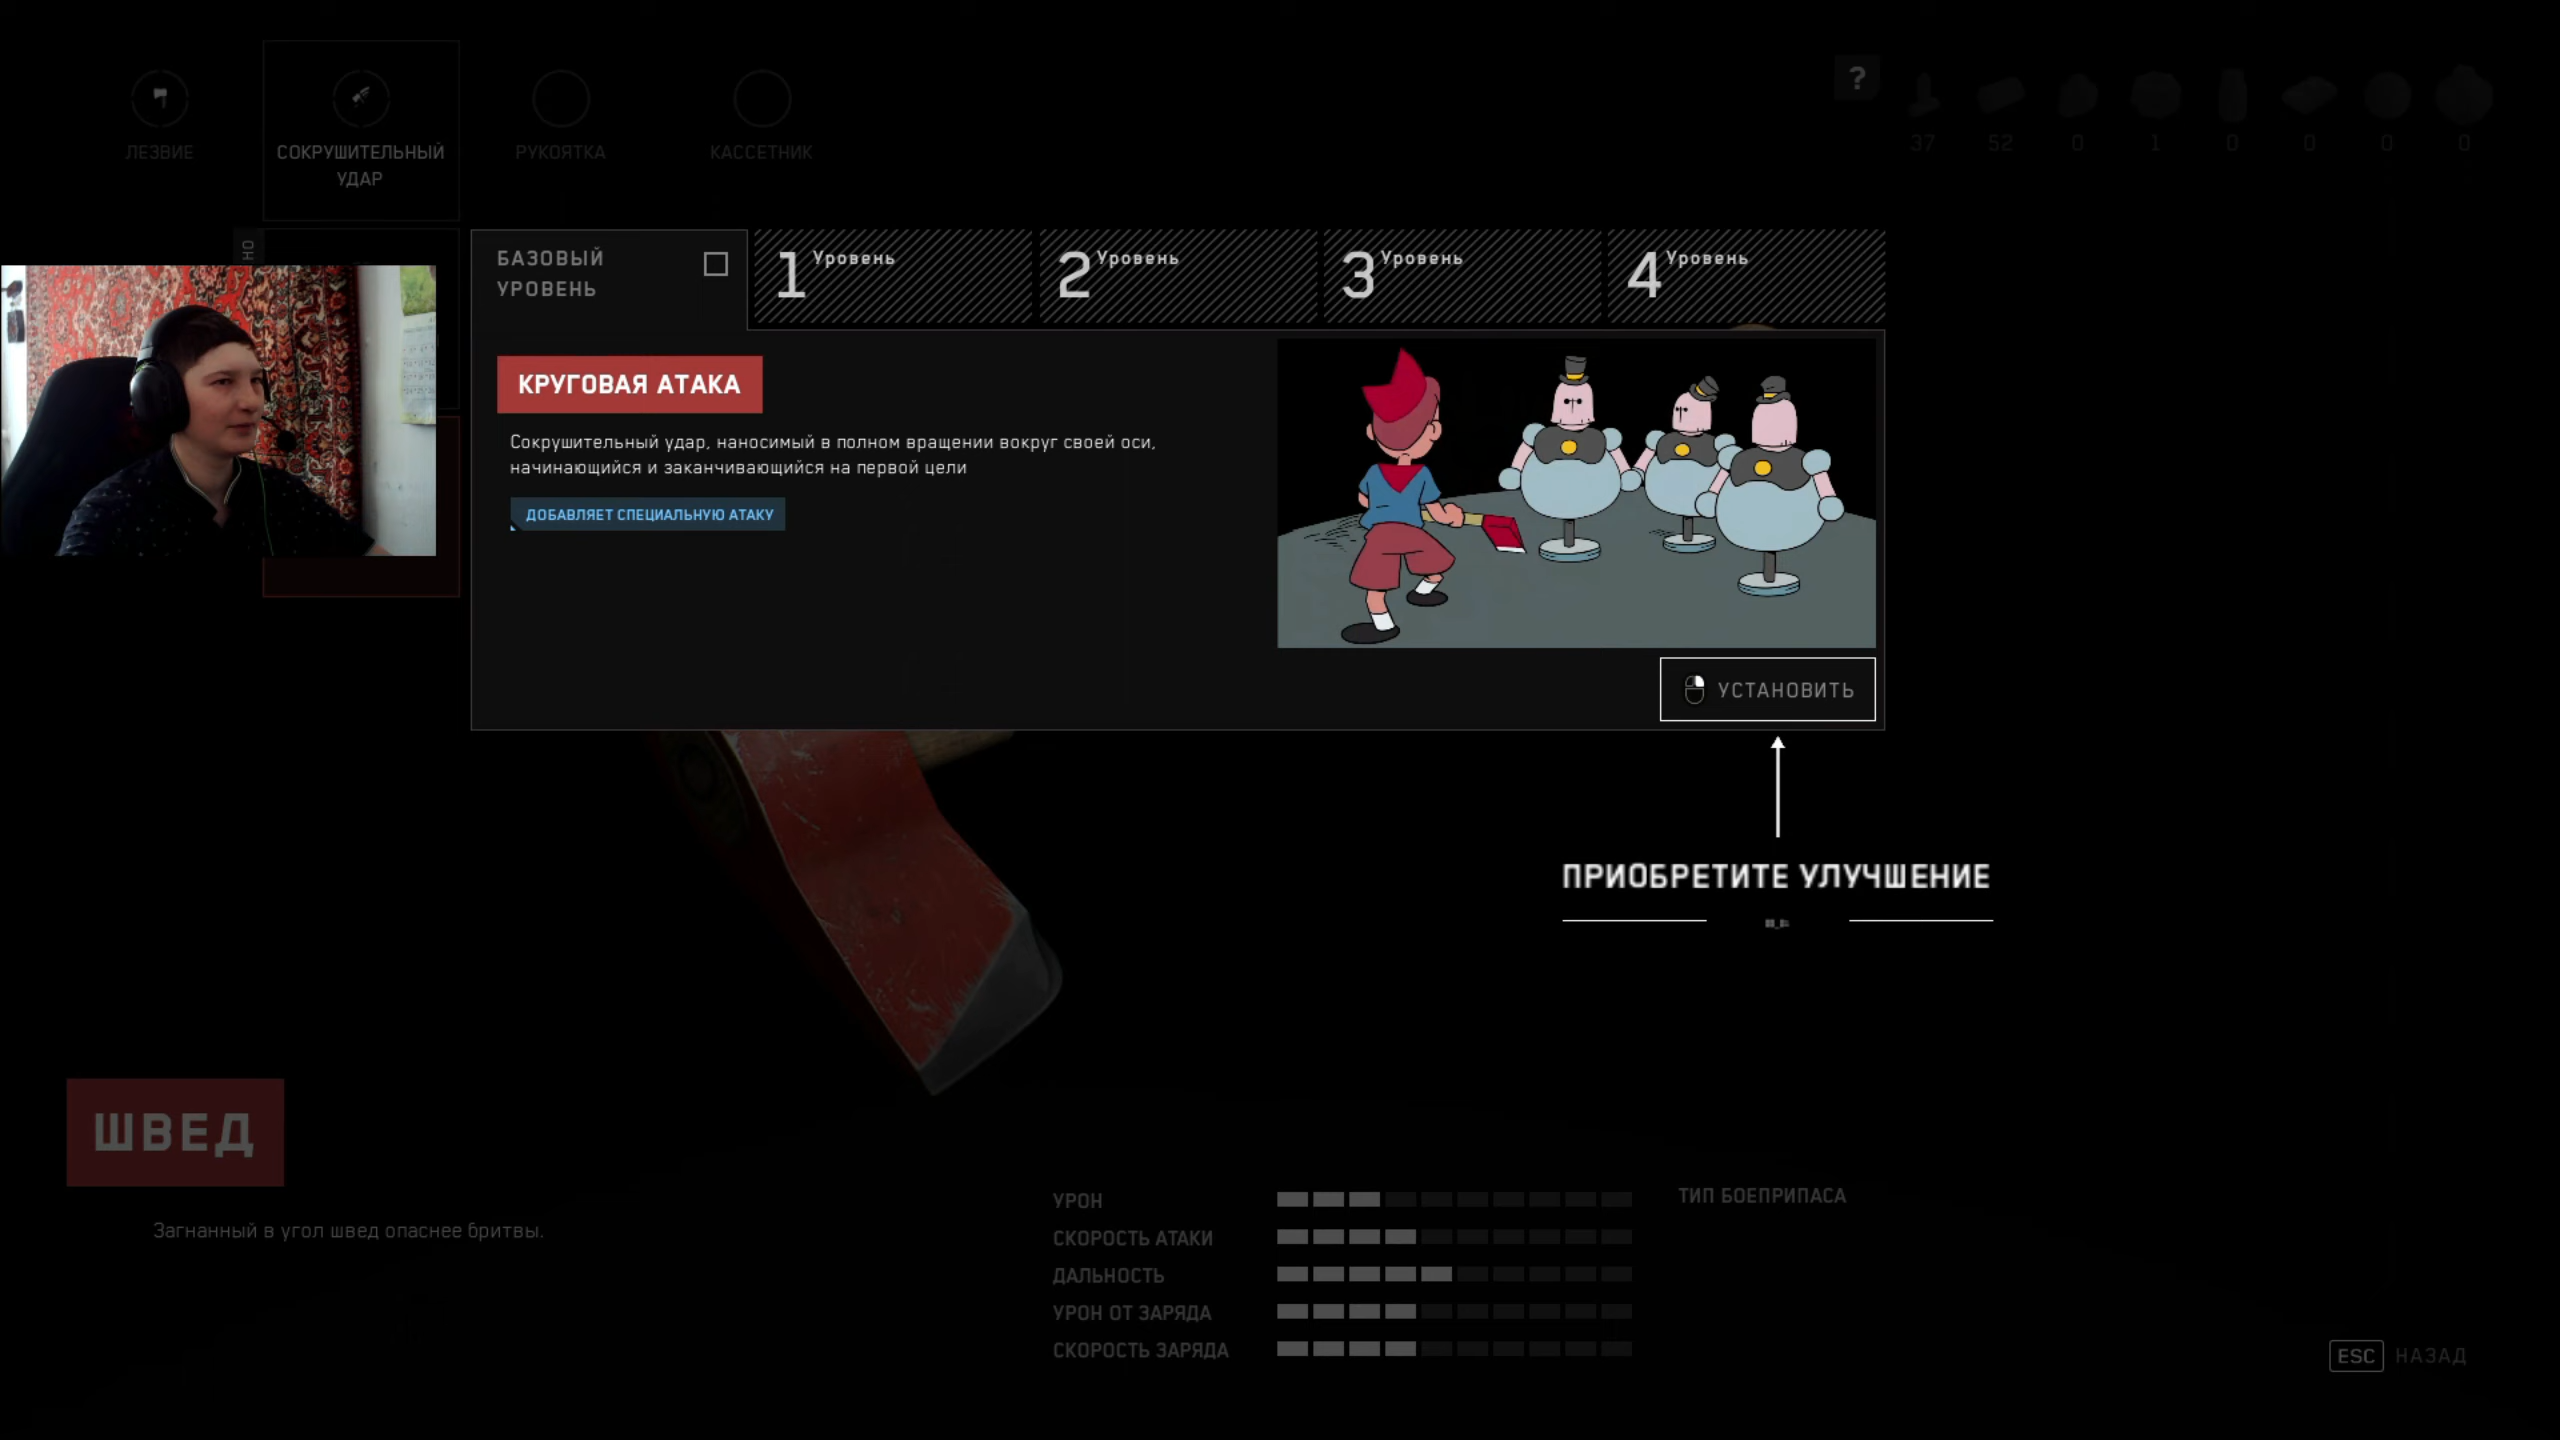 ЛЕЗВИЕ
СОКРУШИТЕЛЬНЫЙ
УДАР
РУКОЯТКА
КАССЕТНИК
?
37
52
0
1
0
0
0
0
НО
БАЗОВЫЙ
УРОВЕНЬ
1 Уровень
2 Уровень
3 Уровень
4 Уровень
КРУГОВАЯ АТАКА
Сокрушительный удар, наносимый в полном вращении вокруг своей оси,
начинающийся и заканчивающийся на первой цели
ДОБАВЛЯЕТ СПЕЦИАЛЬНУЮ АТАКУ
УСТАНОВИТЬ
ПРИОБРЕТИТЕ УЛУЧШЕНИЕ
ШВЕД
Загнанный в угол швед опаснее бритвы.
УРОН
СКОРОСТЬ АТАКИ
ДАЛЬНОСТЬ
УРОН ОТ ЗАРЯДА
СКОРОСТЬ ЗАРЯДА
ТИП БОЕПРИПАСА
ESC НАЗАД